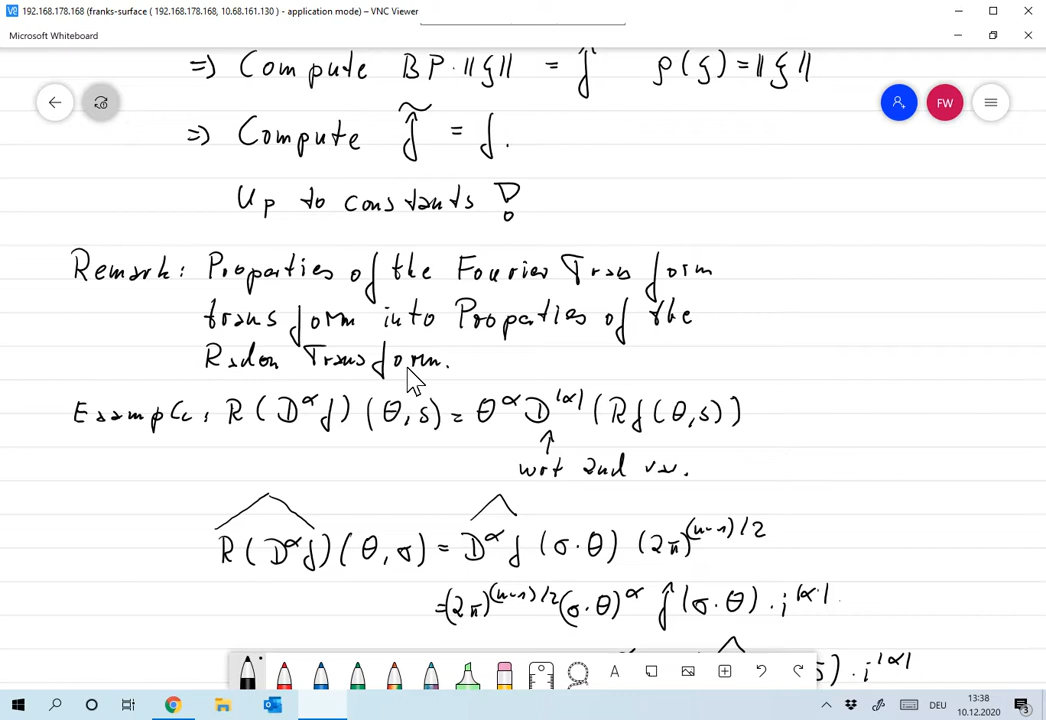 192.168.178.168 (franks-surface ( 192.168.178.168, 10.68.161.130 ) - application mode) – VNC Viewer
Microsoft Whiteboard
=> Compute BP·||ξ|| = f̂ ρ(ξ) = ||ξ||
=> Compute f̂~ = f.
Up to constants !
FW
Remark: Properties of the Fourier Transform
transform into Properties of the
Radon Transform.
Example: R(D^α f)(θ,s) = θ^α D^|α| (Rf(θ,s))
↑
wrt 2nd var.
R(D^α f)^(θ,σ) = D^α f^(σ·θ) (2π)^(n-1)/2
=(2π)^(n-1)/2 (σ·θ)^α f̂(σ·θ) · i^|α|
s) · i^|α|
A
DEU
13:38
10.12.2020
3